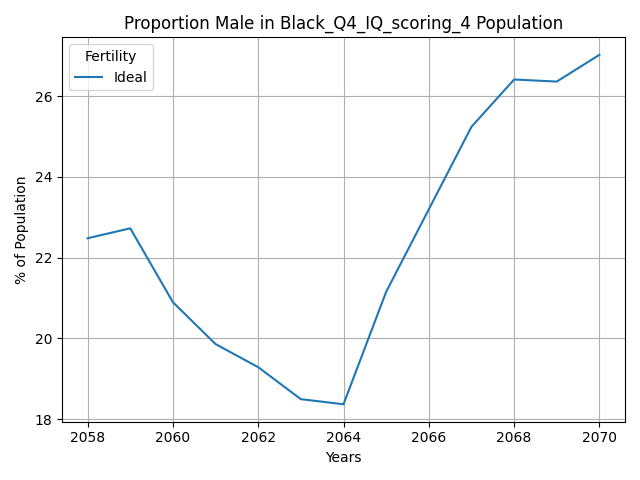 Proportion Male in Black_Q4_IQ_scoring_4 Population
Fertility
Ideal
% of Population
26
24
22
20
18
2058 2060 2062 2064 2066 2068 2070
Years